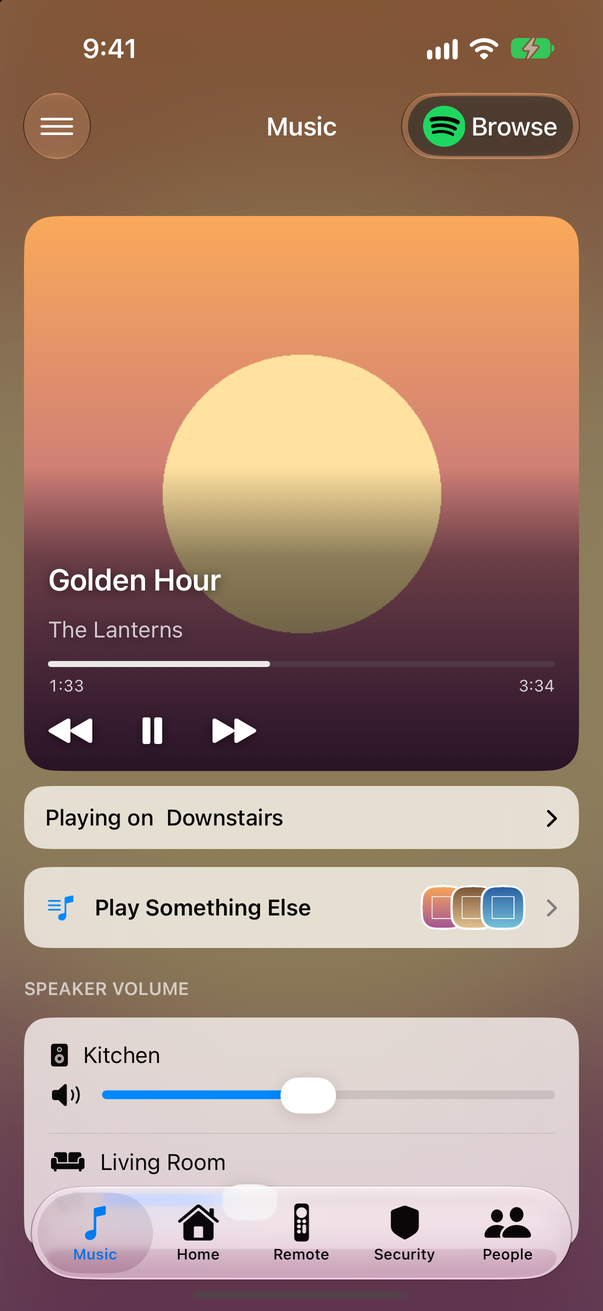 9:41
Music
Browse
Golden Hour
The Lanterns
1:33
3:34
Playing on Downstairs
Play Something Else
SPEAKER VOLUME
Kitchen
Living Room
Music
Home
Remote
Security
People